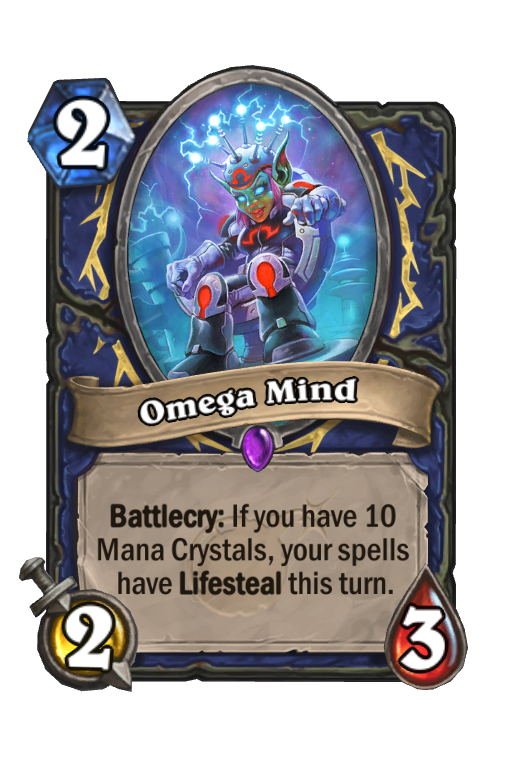 2
Omega Mind
Battlecry: If you have 10
Mana Crystals, your spells
have Lifesteal this turn.
2
3